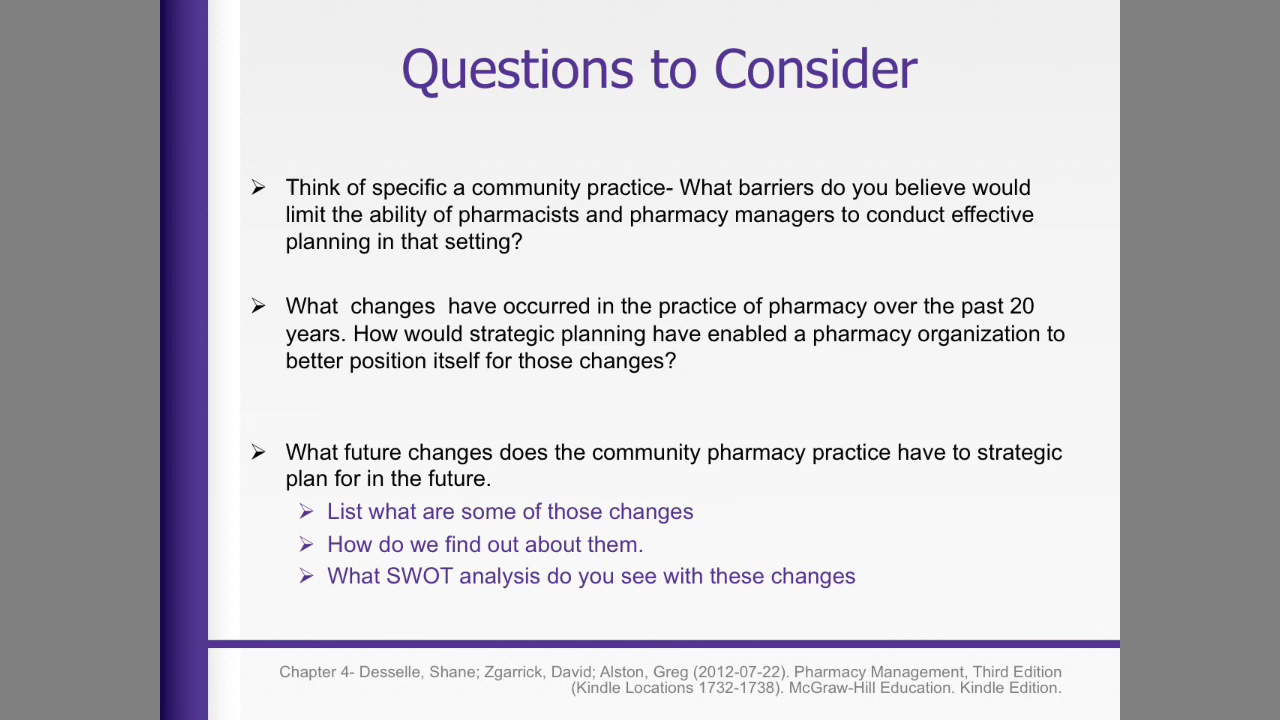 Questions to Consider
Think of specific a community practice- What barriers do you believe would
limit the ability of pharmacists and pharmacy managers to conduct effective
planning in that setting?
What  changes  have occurred in the practice of pharmacy over the past 20
years. How would strategic planning have enabled a pharmacy organization to
better position itself for those changes?
What future changes does the community pharmacy practice have to strategic
plan for in the future.
List what are some of those changes
How do we find out about them.
What SWOT analysis do you see with these changes
Chapter 4- Desselle, Shane; Zgarrick, David; Alston, Greg (2012-07-22). Pharmacy Management, Third Edition
(Kindle Locations 1732-1738). McGraw-Hill Education. Kindle Edition.